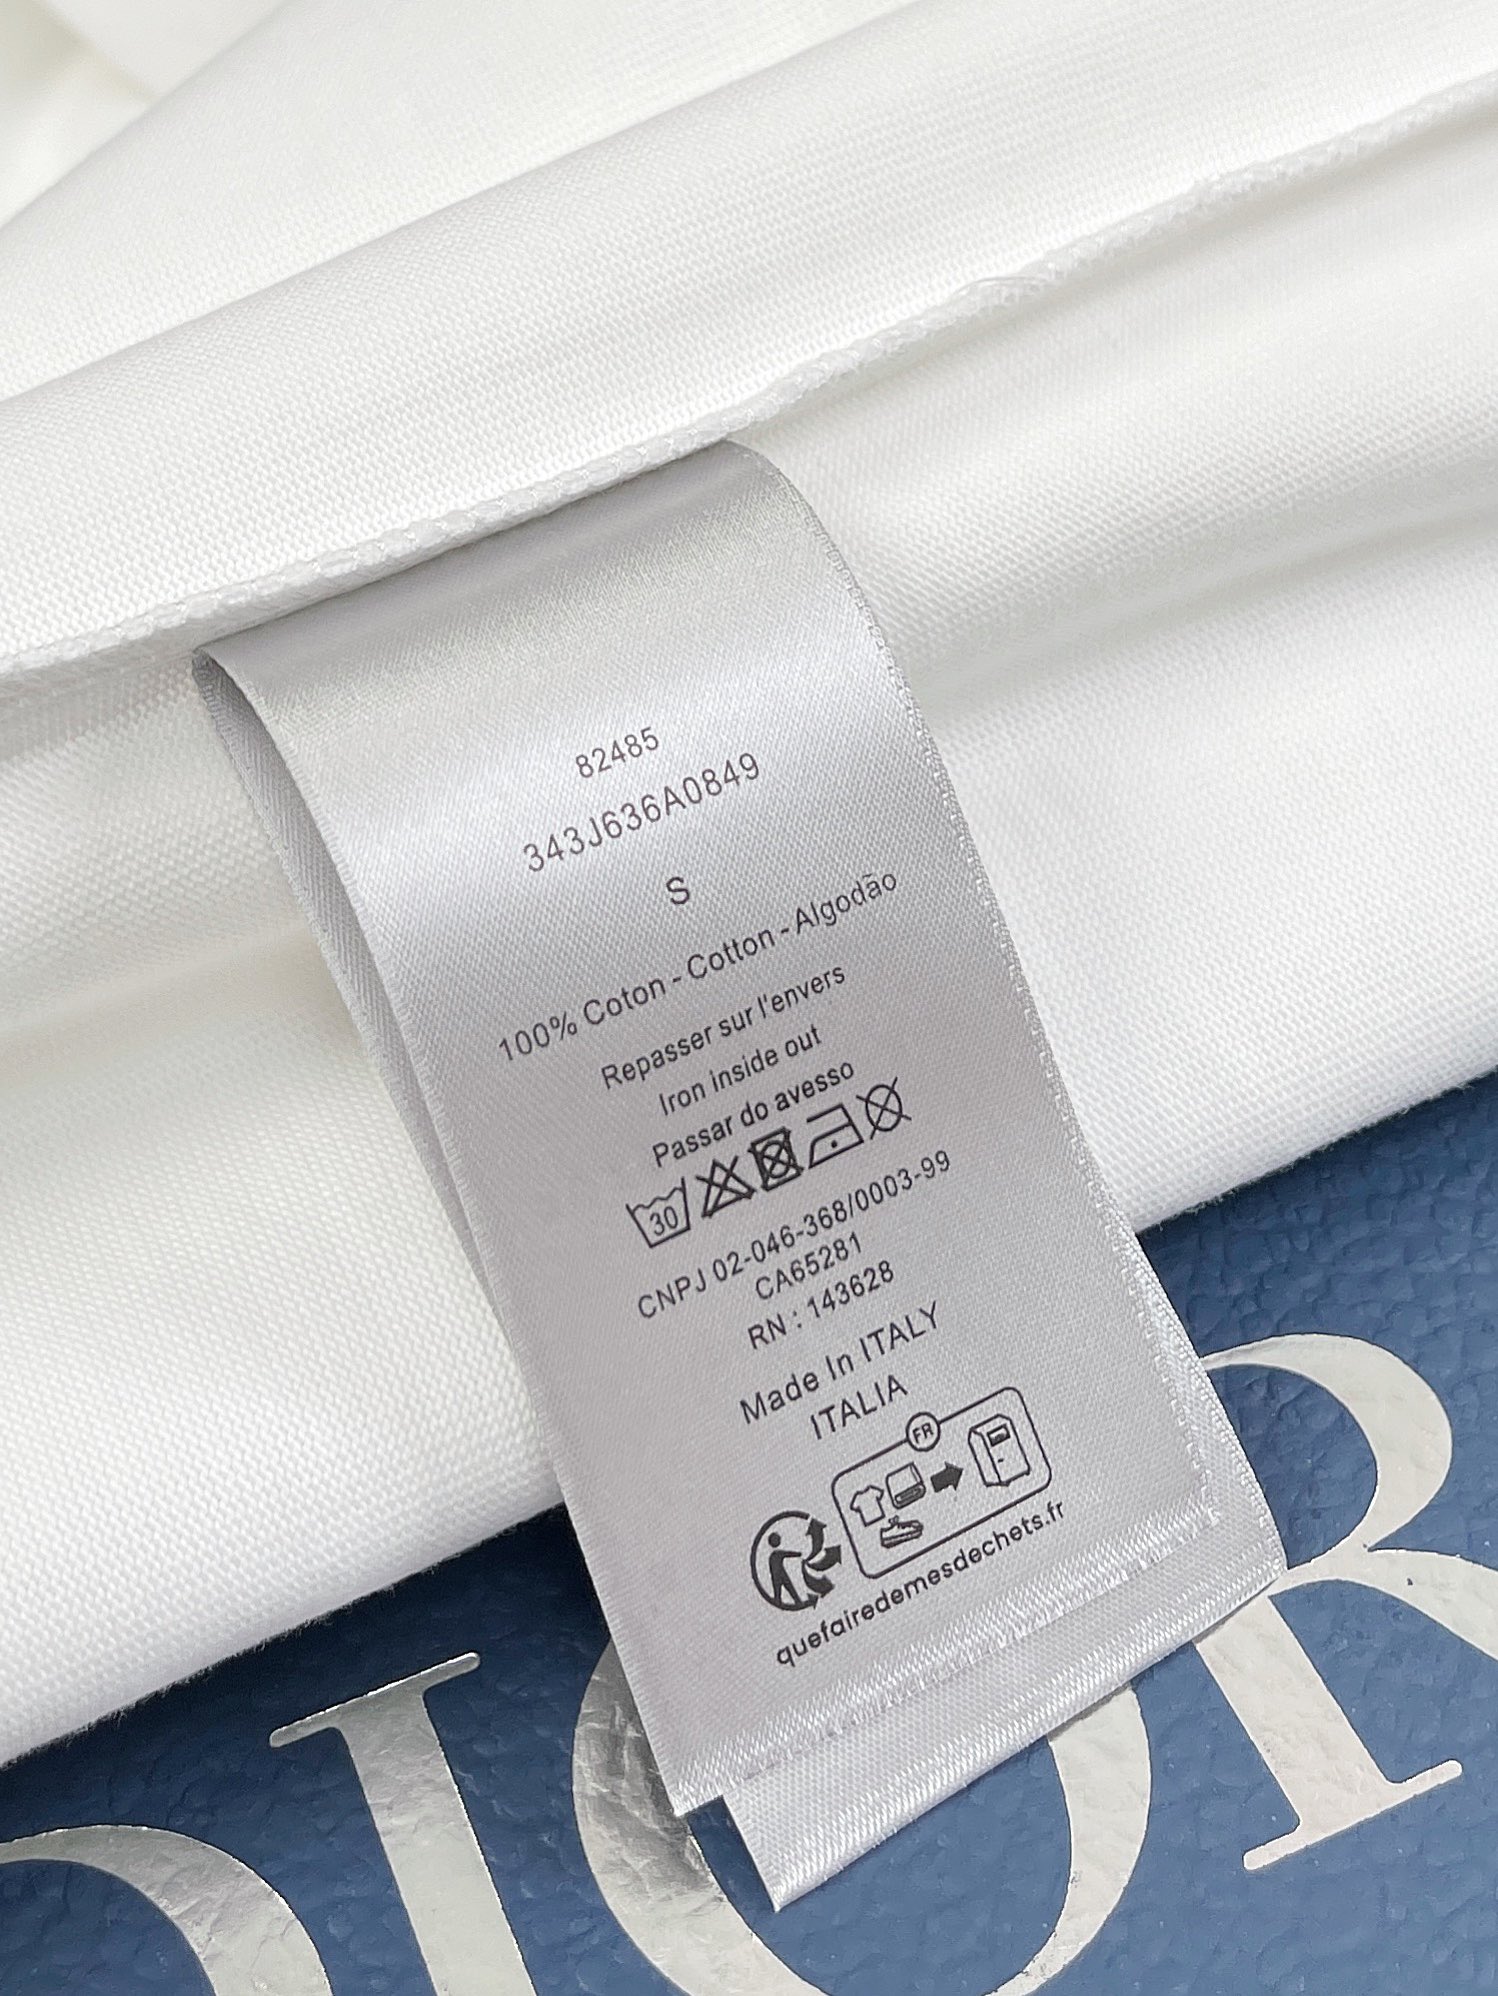 82485
343J636A0849
S
100% Coton - Cotton - Algodão
Repasser sur l'envers
Iron inside out
Passar do avesso
30
CNPJ 02-046-368/0003-99
CA65281
RN : 143628
Made In ITALY
ITALIA
FR
quefairedemesdechets.fr
DIOR